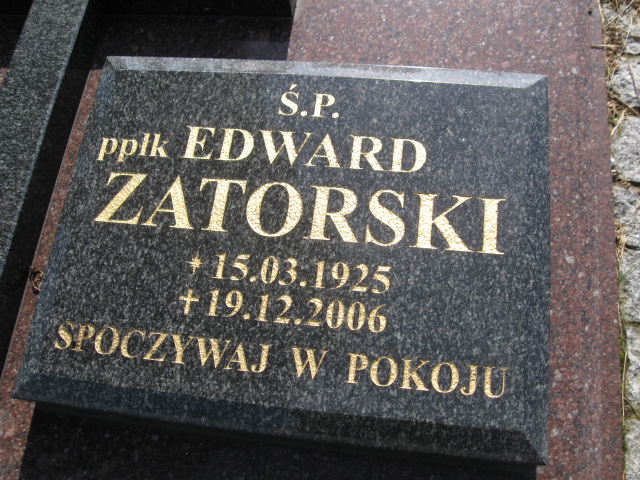 Ś.P.
ppłk EDWARD
ZATORSKI
* 15.03.1925
† 19.12.2006
SPOCZYWAJ W POKOJU